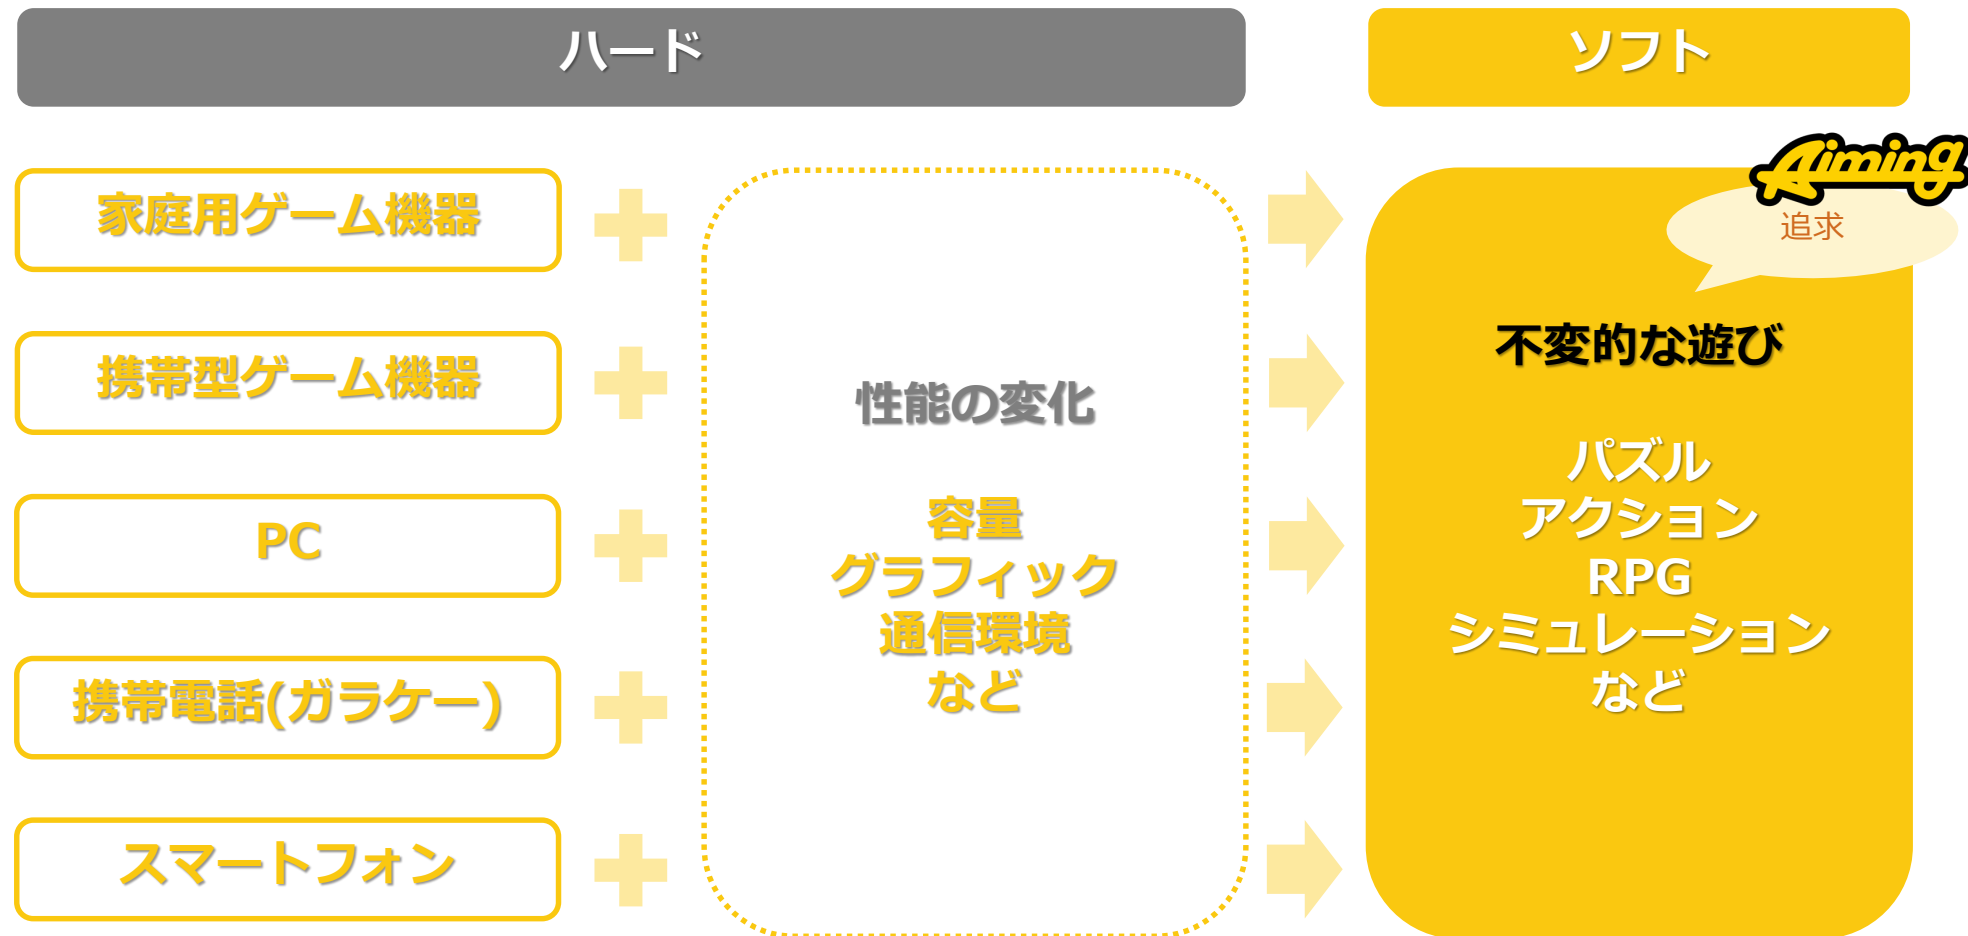 ハード
ソフト
家庭用ゲーム機器
携帯型ゲーム機器
PC
携帯電話(ガラケー)
スマートフォン
性能の変化
容量
グラフィック
通信環境
など
Aiming
追求
不変的な遊び
パズル
アクション
RPG
シミュレーション
など